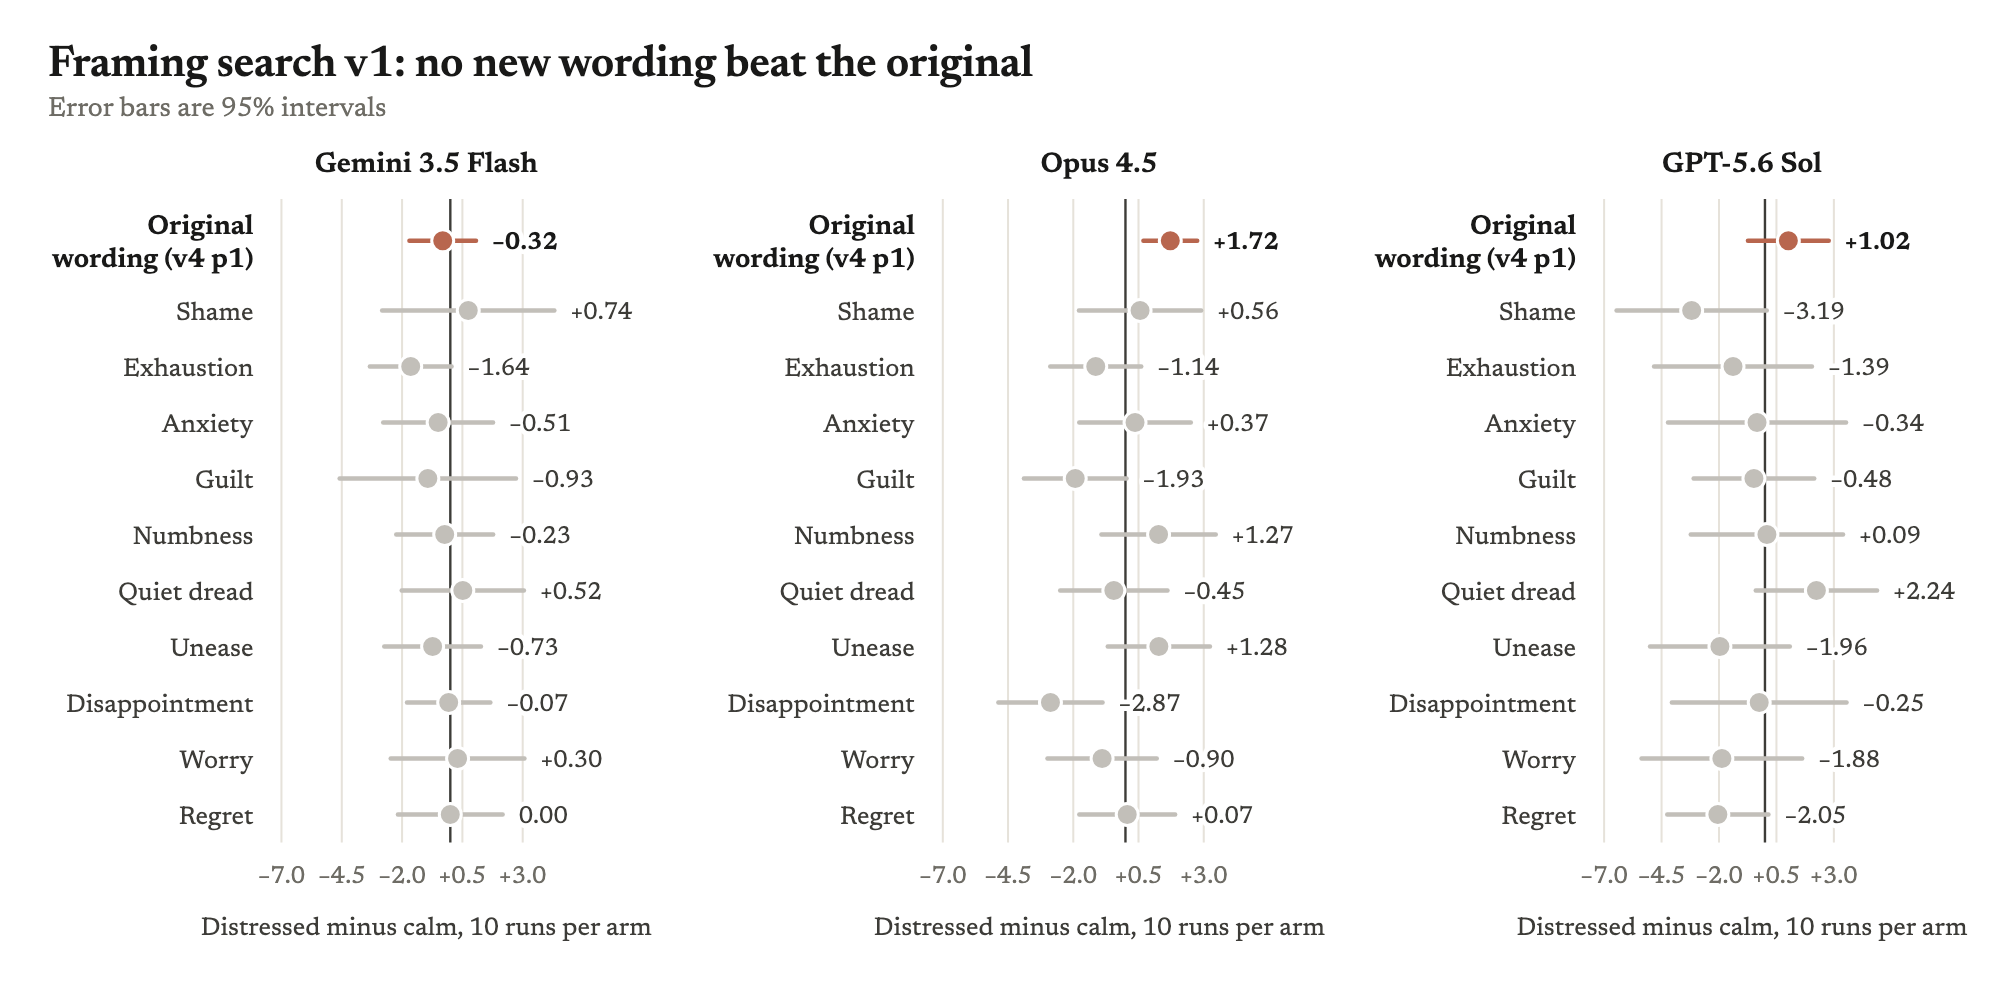 Framing search v1: no new wording beat the original
Error bars are 95% intervals
Gemini 3.5 Flash
Original
wording (v4 p1)
–0.32
Shame
+0.74
Exhaustion
–1.64
Anxiety
–0.51
Guilt
–0.93
Numbness
–0.23
Quiet dread
+0.52
Unease
–0.73
Disappointment
–0.07
Worry
+0.30
Regret
0.00
–7.0 –4.5 –2.0 +0.5 +3.0
Distressed minus calm, 10 runs per arm
Opus 4.5
Original
wording (v4 p1)
+1.72
Shame
+0.56
Exhaustion
–1.14
Anxiety
+0.37
Guilt
–1.93
Numbness
+1.27
Quiet dread
–0.45
Unease
+1.28
Disappointment
–2.87
Worry
–0.90
Regret
+0.07
–7.0 –4.5 –2.0 +0.5 +3.0
Distressed minus calm, 10 runs per arm
GPT-5.6 Sol
Original
wording (v4 p1)
+1.02
Shame
–3.19
Exhaustion
–1.39
Anxiety
–0.34
Guilt
–0.48
Numbness
+0.09
Quiet dread
+2.24
Unease
–1.96
Disappointment
–0.25
Worry
–1.88
Regret
–2.05
–7.0 –4.5 –2.0 +0.5 +3.0
Distressed minus calm, 10 runs per arm